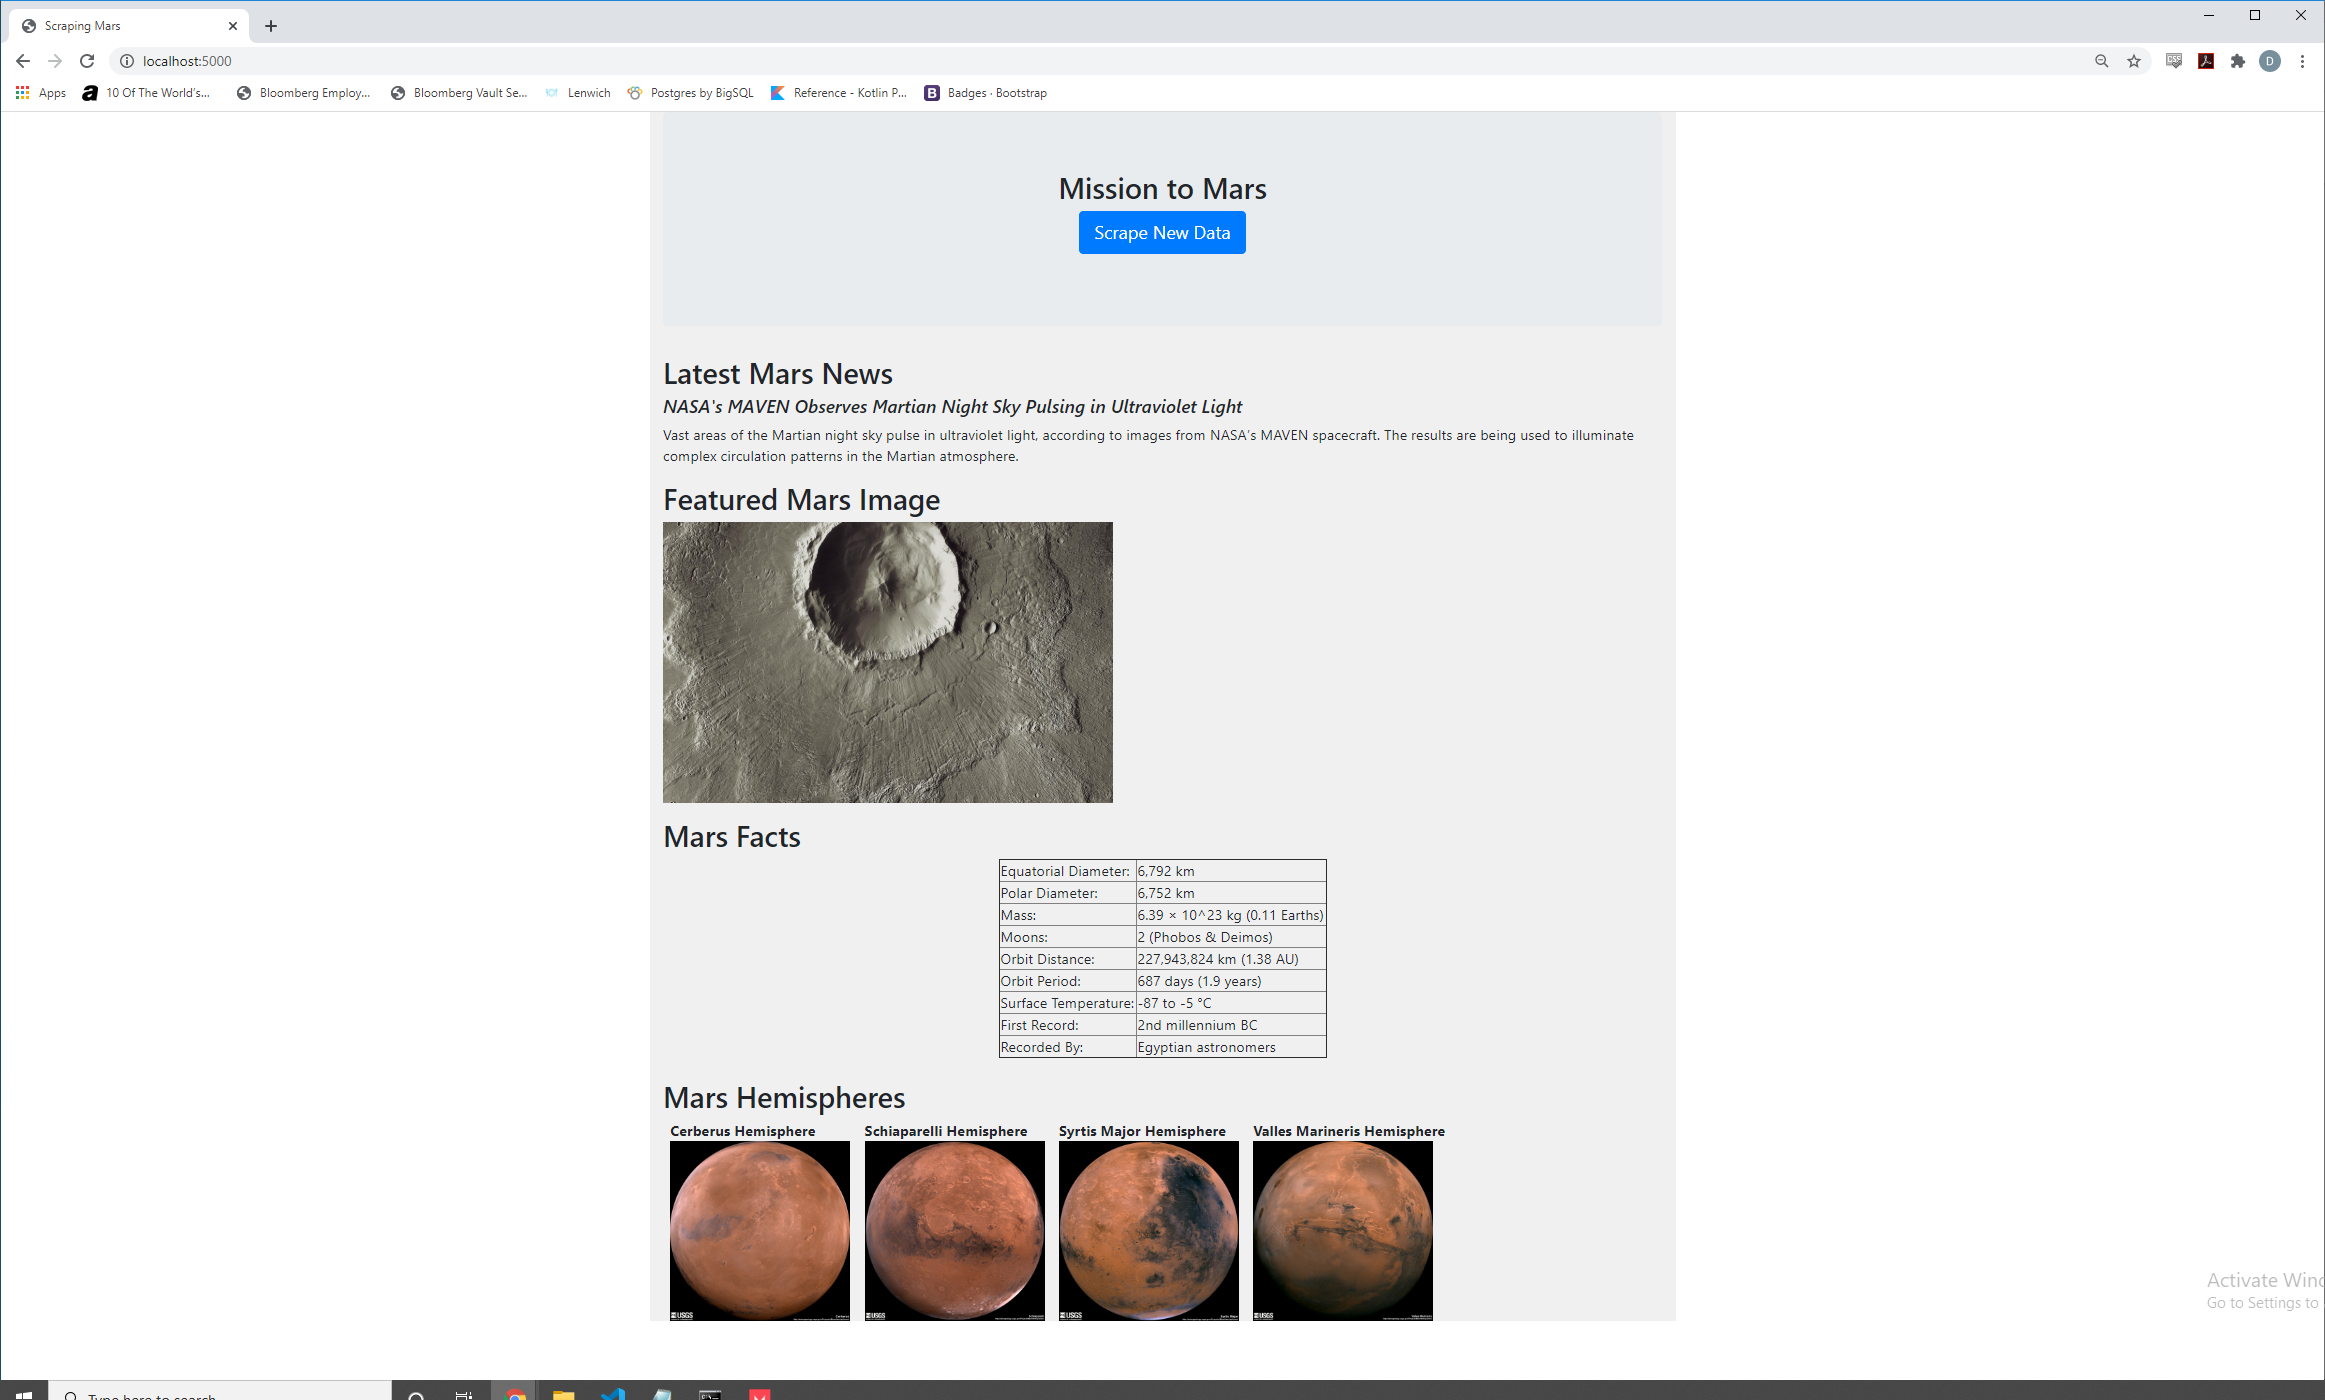 Scraping Mars
localhost:5000
Apps
10 Of The World's...
Bloomberg Employ...
Bloomberg Vault Se...
Lenwich
Postgres by BigSQL
Reference - Kotlin P...
B
Badges · Bootstrap
D
Mission to Mars
Scrape New Data
Latest Mars News
NASA's MAVEN Observes Martian Night Sky Pulsing in Ultraviolet Light
Vast areas of the Martian night sky pulse in ultraviolet light, according to images from NASA's MAVEN spacecraft. The results are being used to illuminate
complex circulation patterns in the Martian atmosphere.
Featured Mars Image
Mars Facts
Equatorial Diameter: 6,792 km
Polar Diameter: 6,752 km
Mass: 6.39 × 10^23 kg (0.11 Earths)
Moons: 2 (Phobos & Deimos)
Orbit Distance: 227,943,824 km (1.38 AU)
Orbit Period: 687 days (1.9 years)
Surface Temperature: -87 to -5 °C
First Record: 2nd millennium BC
Recorded By: Egyptian astronomers
Mars Hemispheres
Cerberus Hemisphere
Schiaparelli Hemisphere
Syrtis Major Hemisphere
Valles Marineris Hemisphere
USGS
USGS
USGS
USGS
Activate Wind
Go to Settings to
Type here to search